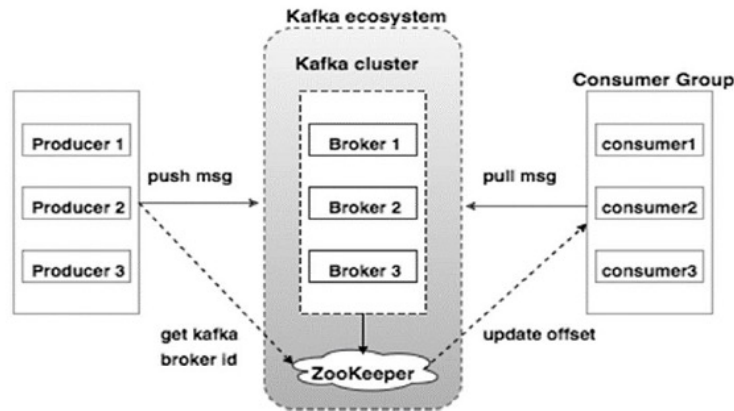 Kafka ecosystem
Kafka cluster
Consumer Group
Producer 1
Producer 2
Producer 3
push msg
Broker 1
Broker 2
Broker 3
pull msg
consumer1
consumer2
consumer3
get kafka
broker id
ZooKeeper
update offset